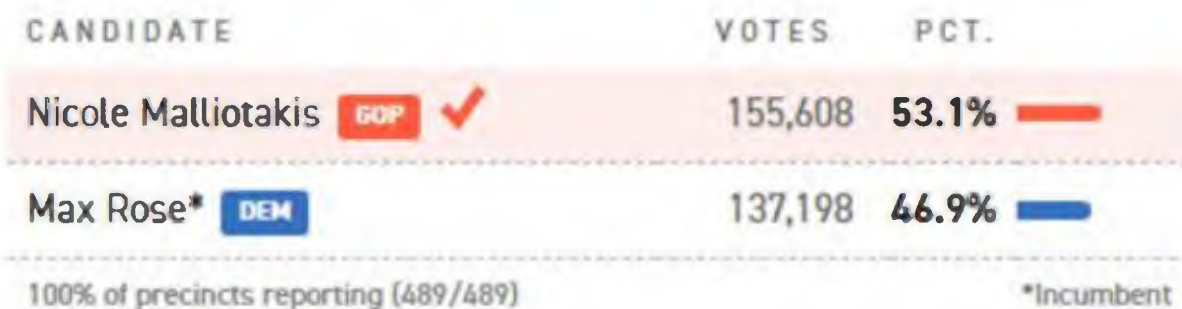 CANDIDATE VOTES PCT.
Nicole Malliotakis GOP 155,608 53.1%
Max Rose* DEM 137,198 46.9%
100% of precincts reporting (489/489) *Incumbent